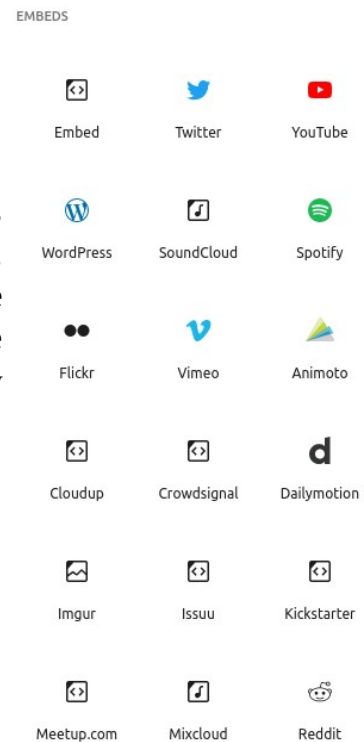 EMBEDS
Embed Twitter YouTube
WordPress SoundCloud Spotify
Flickr Vimeo Animoto
Cloudup Crowdsignal Dailymotion
Imgur Issuu Kickstarter
Meetup.com Mixcloud Reddit